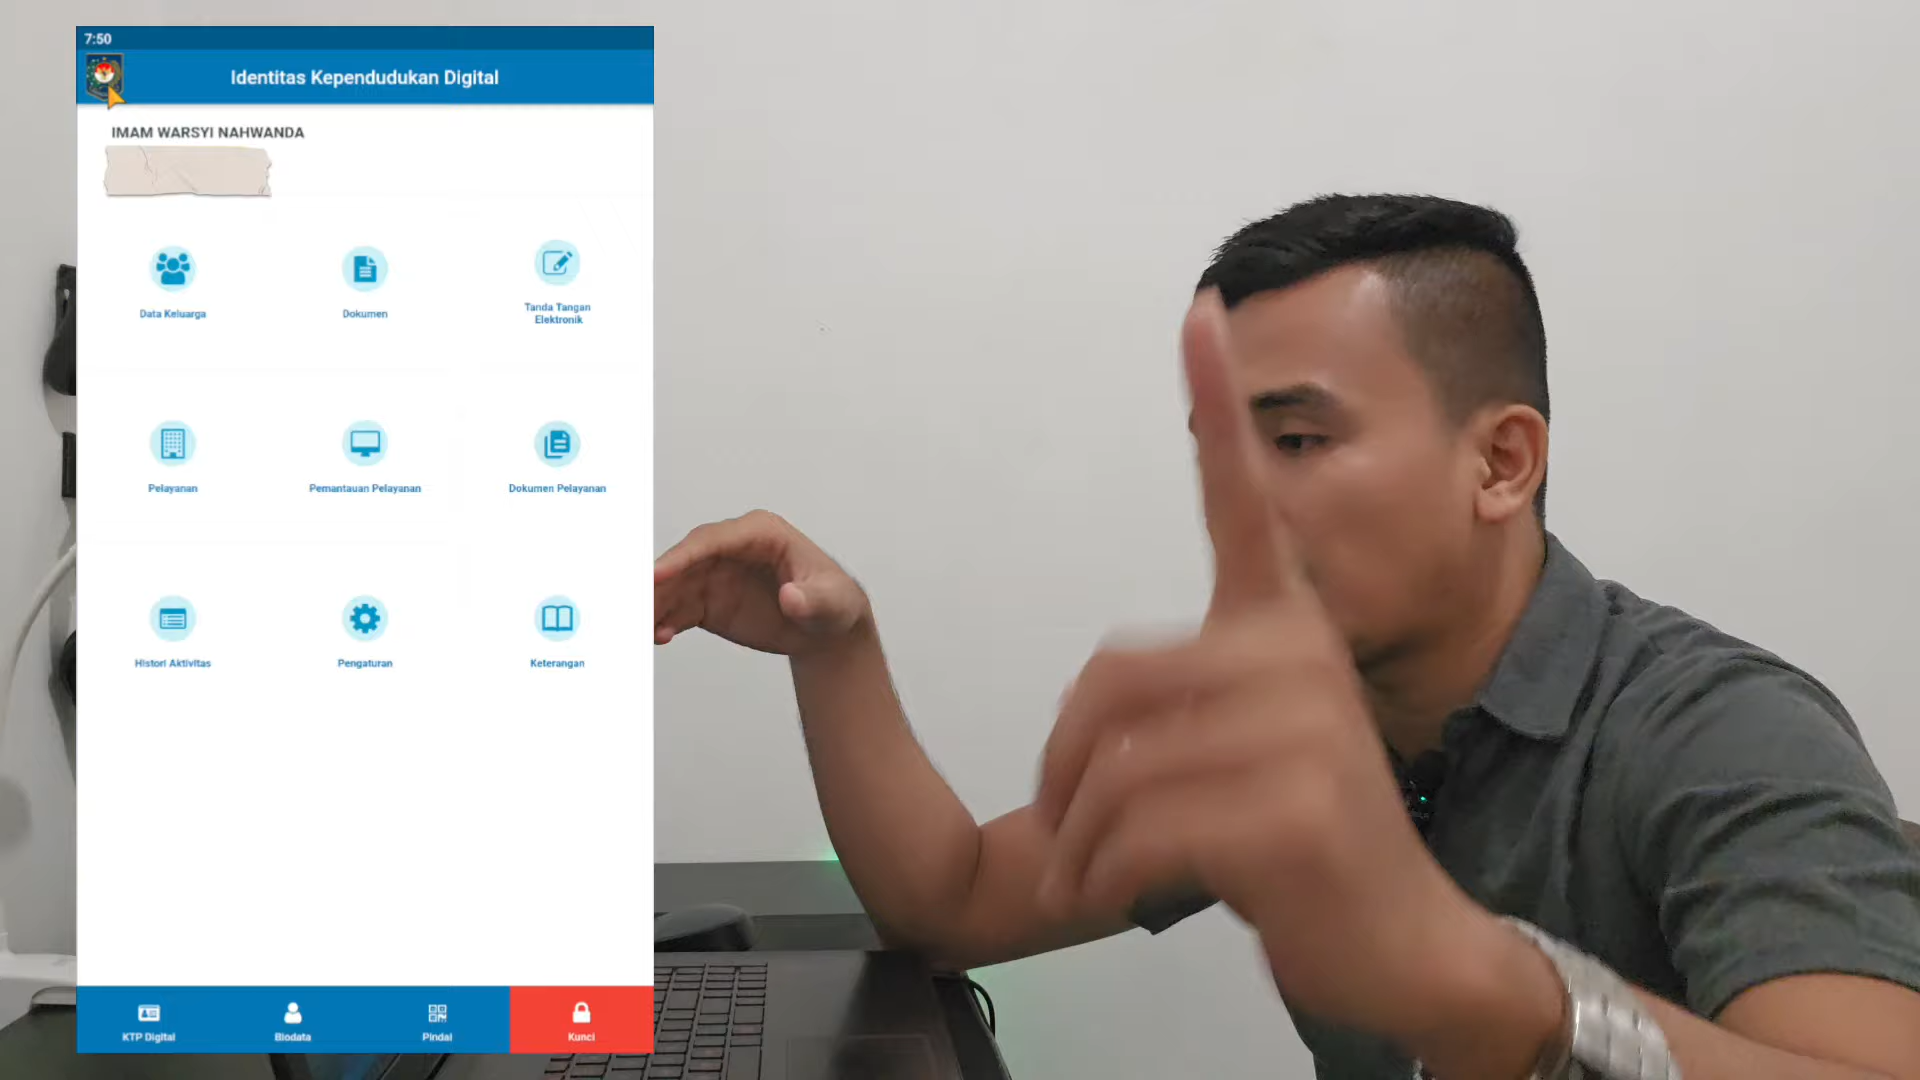 7:50
Identitas Kependudukan Digital
IMAM WARSYI NAHWANDA
Data Keluarga
Dokumen
Tanda Tangan
Elektronik
Pelayanan
Pemantauan Pelayanan
Dokumen Pelayanan
Histori Aktivitas
Pengaturan
Keterangan
KTP Digital
Biodata
Pindai
Kunci